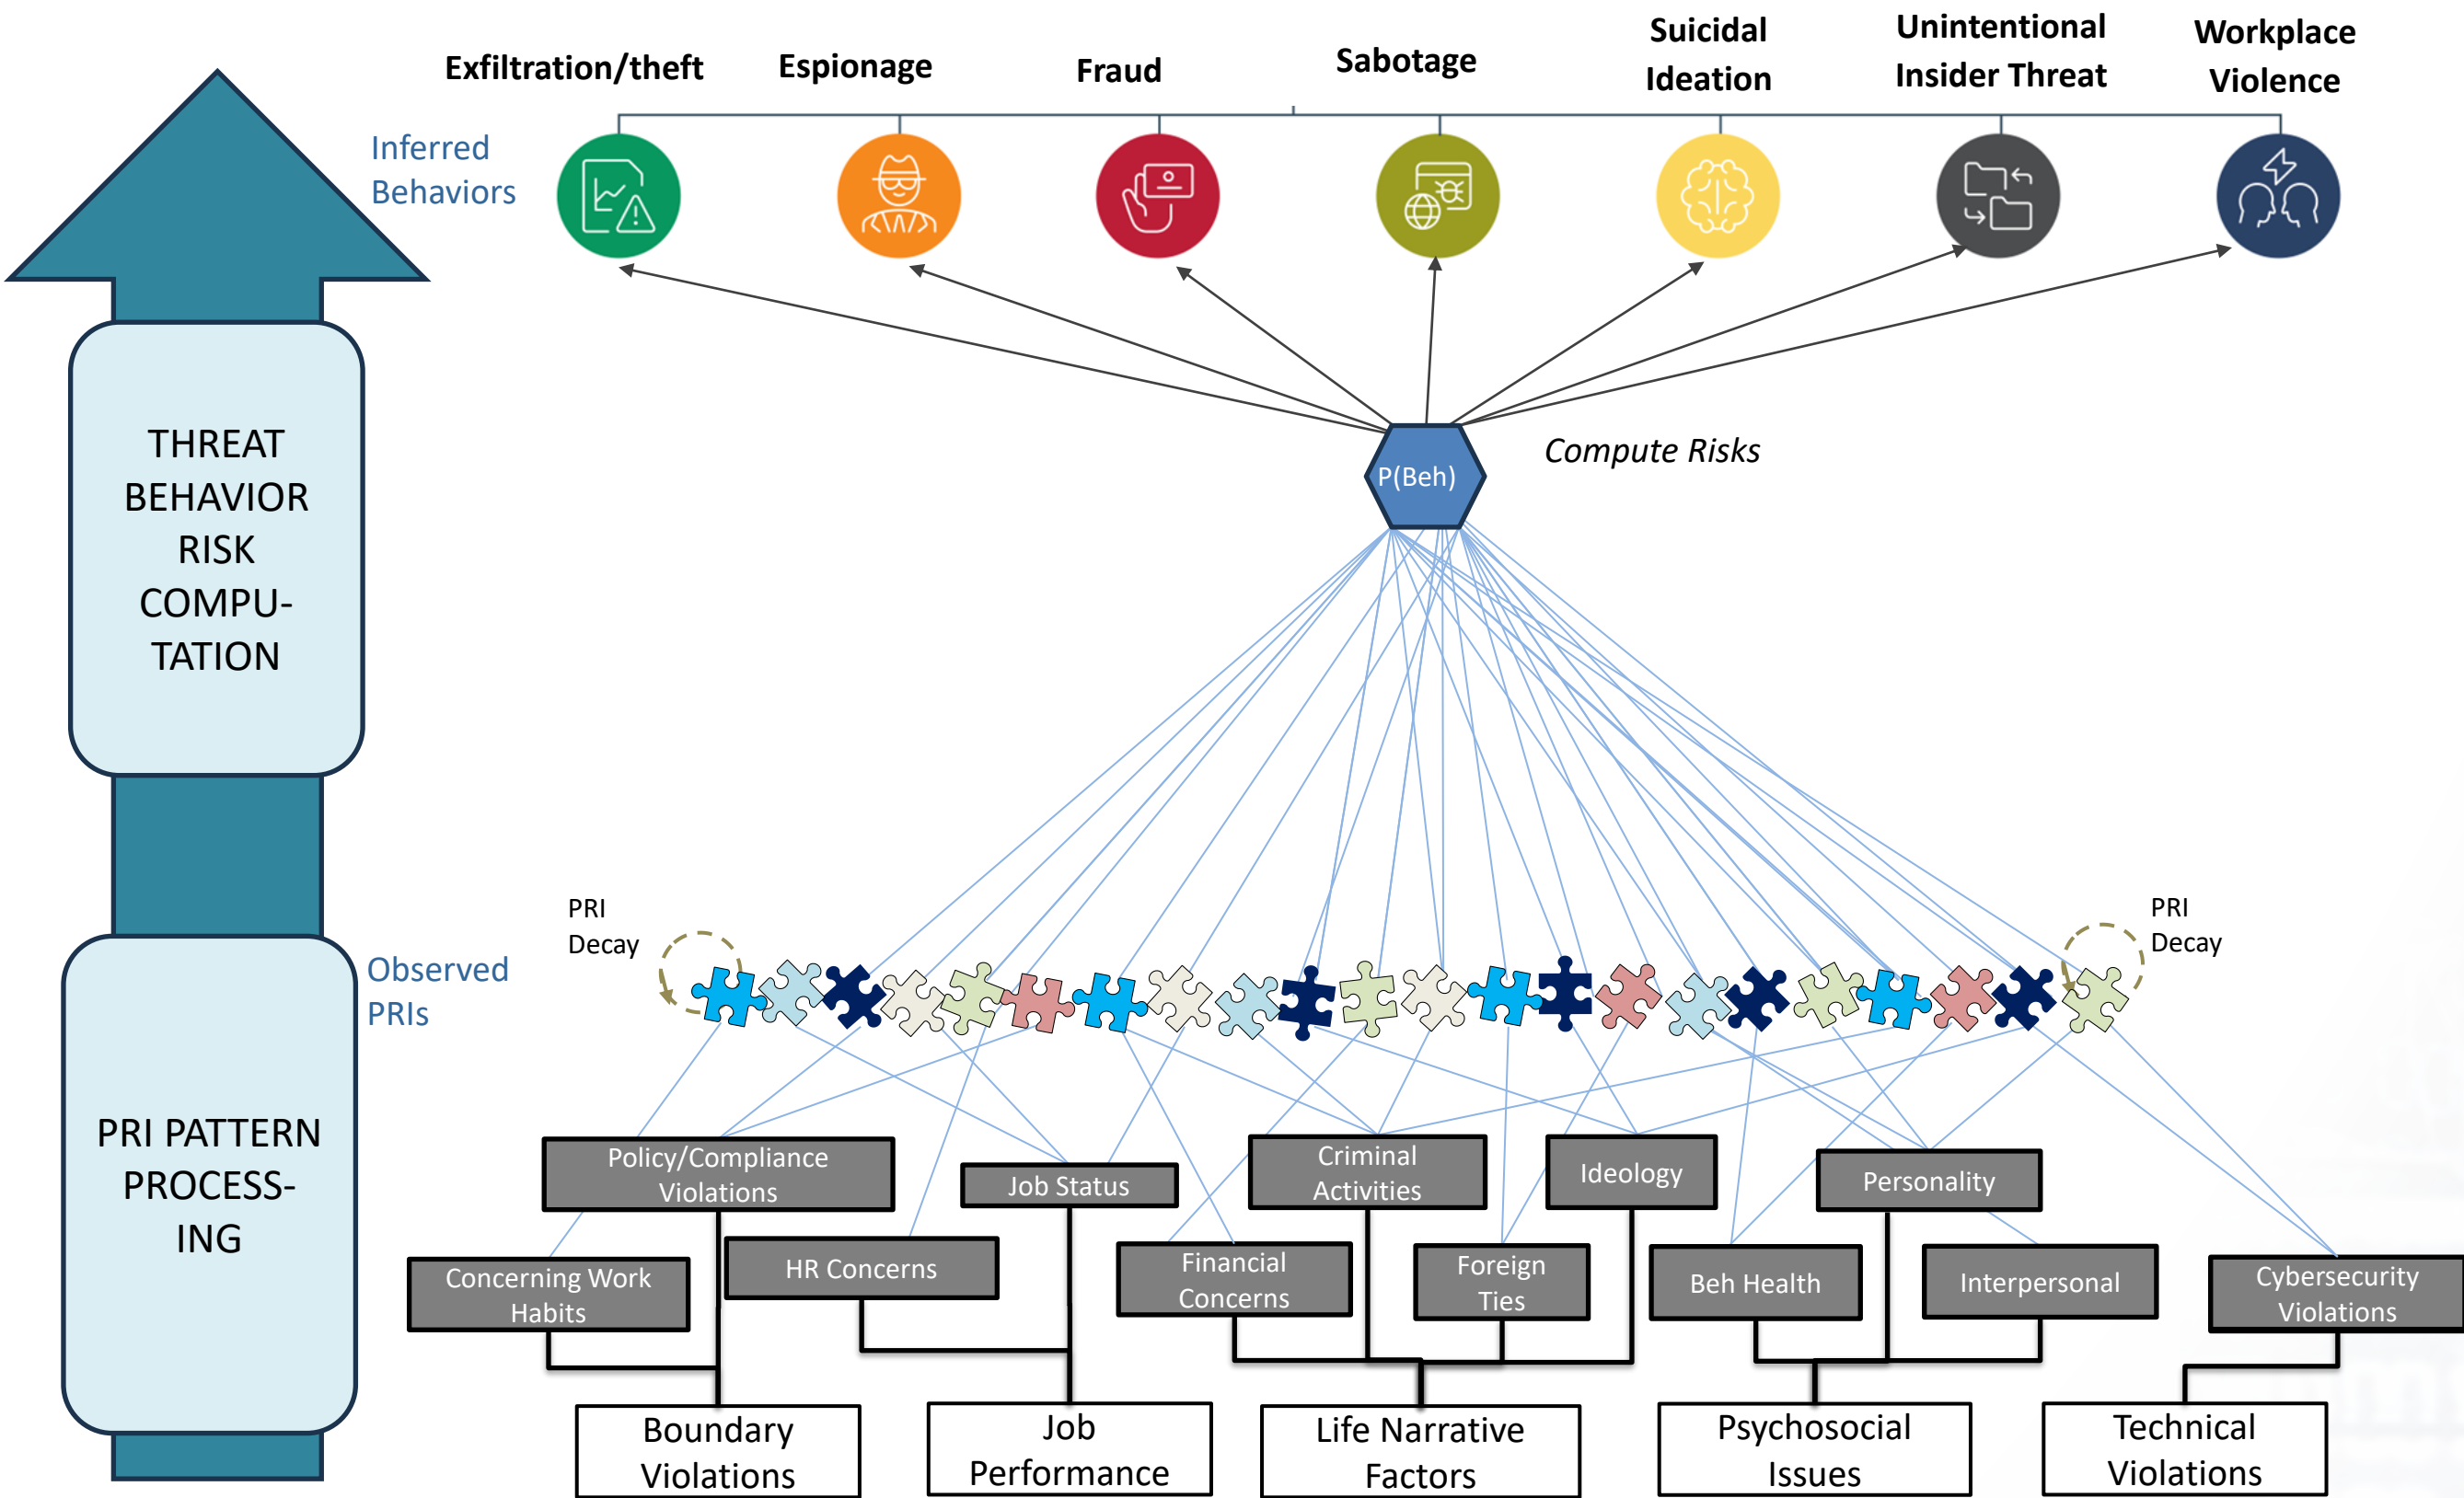 Exfiltration/theft
Espionage
Fraud
Sabotage
Suicidal
Ideation
Unintentional
Insider Threat
Workplace
Violence
Inferred
Behaviors
THREAT
BEHAVIOR
RISK
COMPU-
TATION
P(Beh)
Compute Risks
PRI
Decay
PRI
Decay
Observed
PRIs
PRI PATTERN
PROCESS-
ING
Policy/Compliance
Violations
Job Status
Criminal
Activities
Ideology
Personality
Concerning Work
Habits
HR Concerns
Financial
Concerns
Foreign
Ties
Beh Health
Interpersonal
Cybersecurity
Violations
Boundary
Violations
Job
Performance
Life Narrative
Factors
Psychosocial
Issues
Technical
Violations